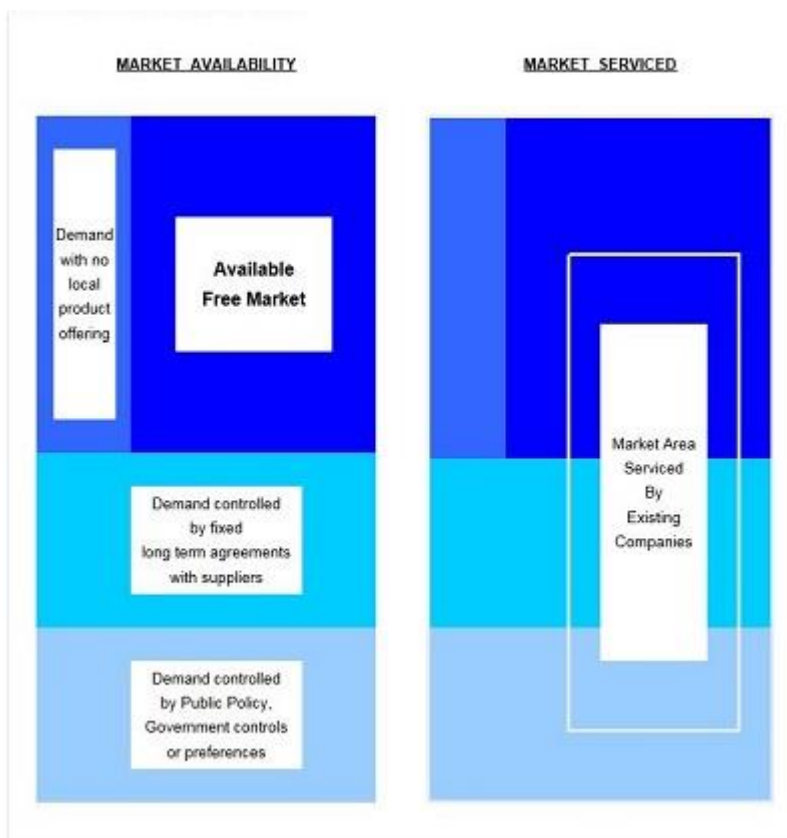 MARKET AVAILABILITY
MARKET SERVICED
Demand
with no
local
product
offering
Available
Free Market
Demand controlled
by fixed
long term agreements
with suppliers
Demand controlled
by Public Policy,
Government controls
or preferences
Market Area
Serviced
By
Existing
Companies